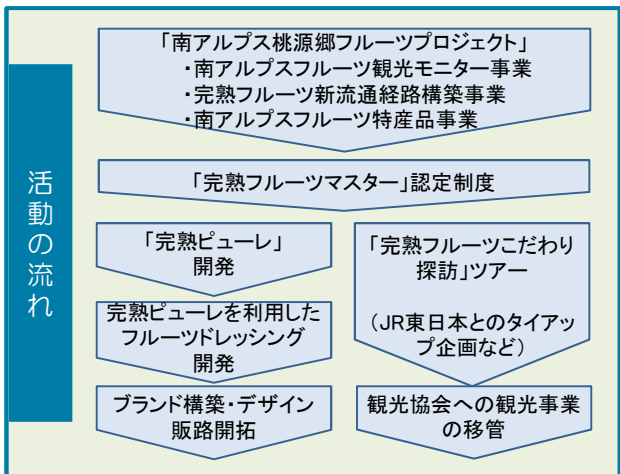 活動の流れ
「南アルプス桃源郷フルーツプロジェクト」
・南アルプスフルーツ観光モニター事業
・完熟フルーツ新流通経路構築事業
・南アルプスフルーツ特産品事業
「完熟フルーツマスター」認定制度
「完熟ピューレ」
開発
完熟ピューレを利用した
フルーツドレッシング
開発
ブランド構築・デザイン
販路開拓
「完熟フルーツこだわり
探訪」ツアー
（JR東日本とのタイアッ
プ企画など）
観光協会への観光事業
の移管